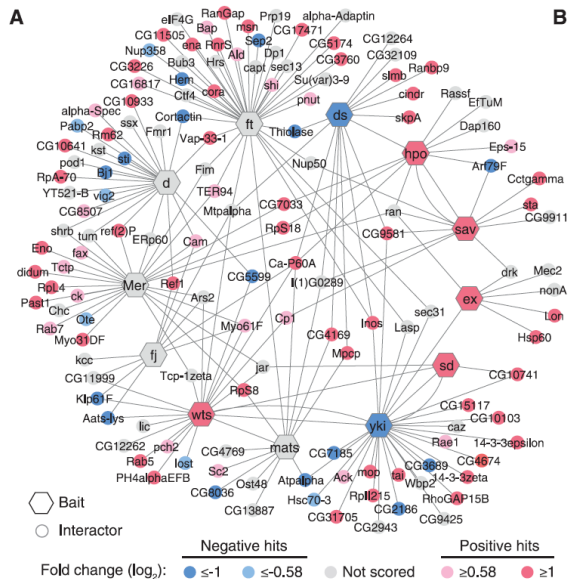 A
B
RanGap
eIF4G
Bap
msn
Prp19
alpha-Adaptin
CG11505
Sep2
CG17471
ena
RnrS
CG5174
Nup358
Ald
Dp1
CG12264
Bub3
Hrs
capt
sec13
CG3760
CG32109
CG3226
Hem
shi
Su(var)3-9
slmb
Ranbp9
CG16817
Ctf4
cora
pnut
cindr
Rassf
CG10933
EfTuM
alpha-Spec
Cortactin
ds
skpA
ssx
ft
Dap160
Pabp2
Rm62
Fmr1
Vap-33-1
Thiolase
CG10641
kst
hpo
Eps-15
pod1
sti
Bj1
Fim
Nup50
Arf79F
RpA-70
d
Cctgamma
YT521-B
vig2
TER94
sta
CG8507
Mtpalpha
CG7033
ran
CG9911
shrb
tum
ref(2)P
RpS18
CG9581
sav
Eno
fax
ERp60
Cam
drk
Mec2
didum
Tctp
Ca-P60A
RpL4
ck
Mer
Ref1
CG5599
l(1)G0289
nonA
Past1
Chc
Ars2
ex
Lon
Rab7
Ote
Myo61F
Cp1
Inos
sec31
Lasp
Hsp60
Myo31DF
CG4169
kcc
fj
Mpcp
CG11999
Tcp-1zeta
jar
sd
CG10741
Klp61F
RpS8
Aats-lys
wts
CG15117
CG10103
lic
yki
caz
CG12262
pch2
CG4769
mats
CG7185
Rae1
14-3-3epsilon
Rab5
lost
Sc2
Ost48
Atpalpha
Ack
mop
tai
CG3689
CG4674
PH4alphaEFB
Wbp2
14-3-3zeta
CG8036
Hsc70-3
RpII215
RhoGAP15B
CG13887
CG2186
CG31705
CG9425
CG2943
Bait
Interactor
Negative hits
Positive hits
Fold change (log2):
≤-1
≤-0.58
Not scored
≥0.58
≥1